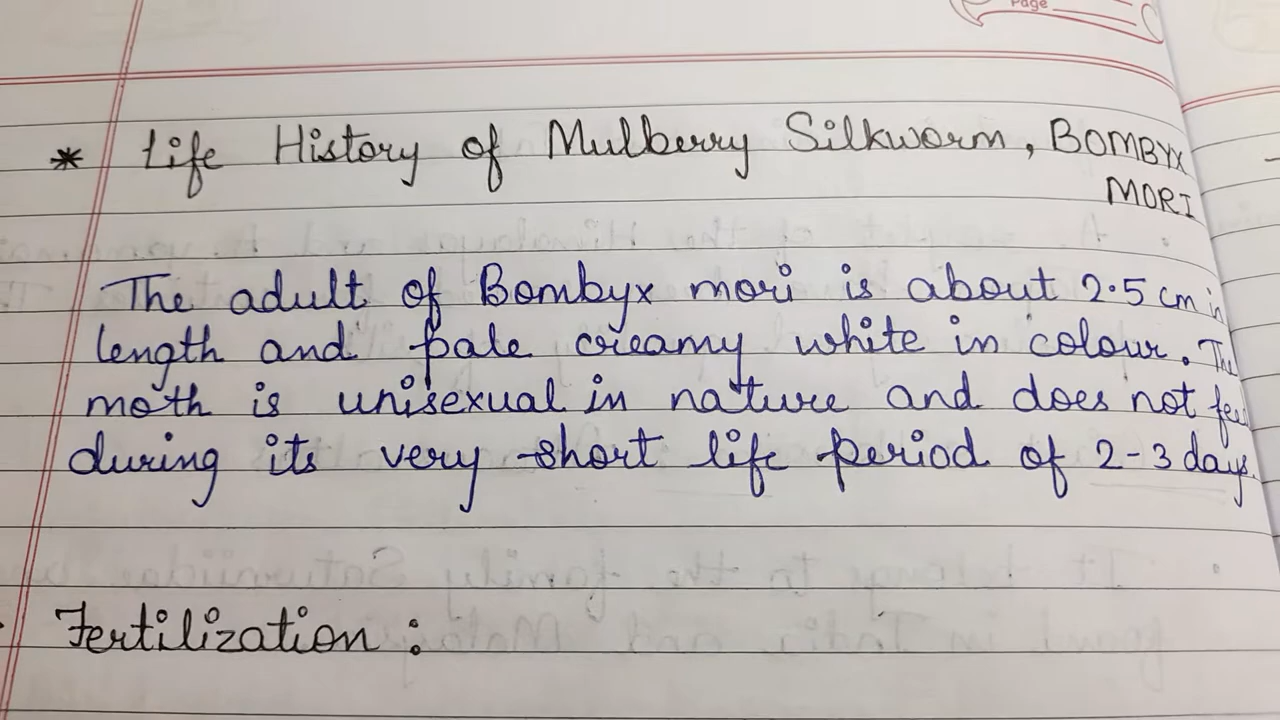 Page
* Life History of Mulberry Silkworm, BOMBYX
MORI
The adult of Bombyx mori is about 2.5 cm in
length and pale creamy white in colour. The
moth is unisexual in nature and does not fee
during its very short life period of 2-3 days.
Fertilization :